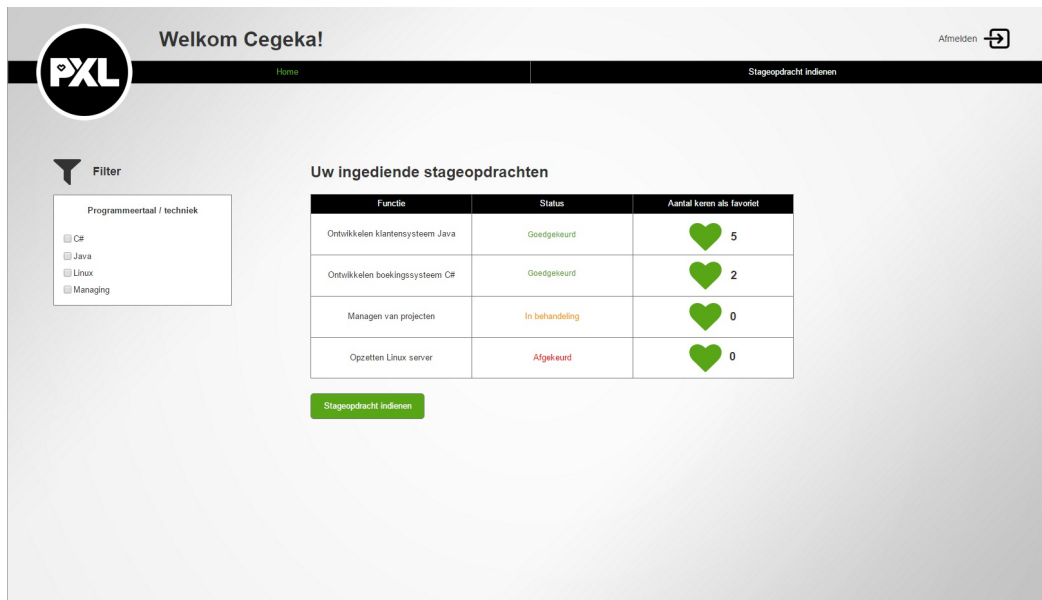 Welkom Cegeka!
Afmelden
PXL
Home Stageopdracht indienen
Filter
Programmeertaal / techniek
C#
Java
Linux
Managing
Uw ingediende stageopdrachten
Functie Status Aantal keren als favoriet
Ontwikkelen klantensysteem Java Goedgekeurd 5
Ontwikkelen boekingssysteem C# Goedgekeurd 2
Managen van projecten In behandeling 0
Opzetten Linux server Afgekeurd 0
Stageopdracht indienen